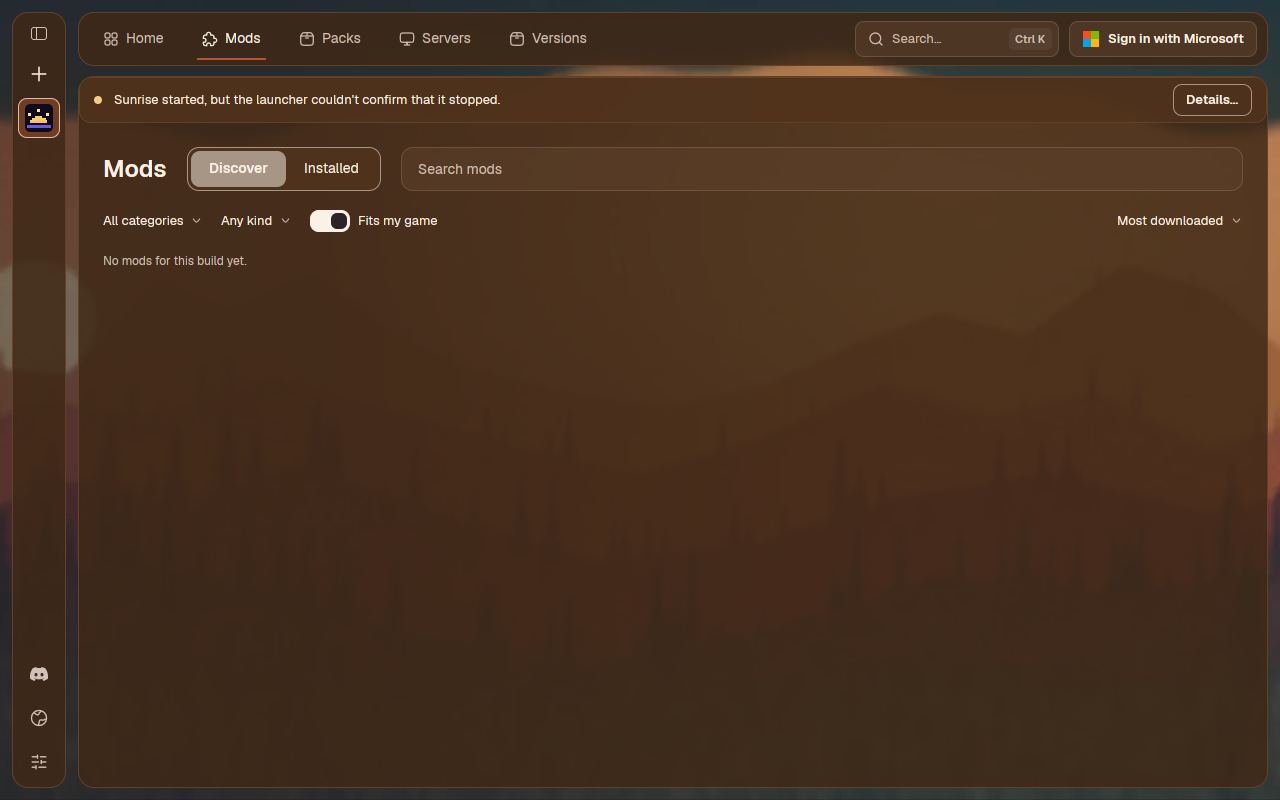 Home
Mods
Packs
Servers
Versions
Search...
Ctrl K
Sign in with Microsoft
Sunrise started, but the launcher couldn't confirm that it stopped.
Details...
Mods
Discover
Installed
Search mods
All categories
Any kind
Fits my game
Most downloaded
No mods for this build yet.